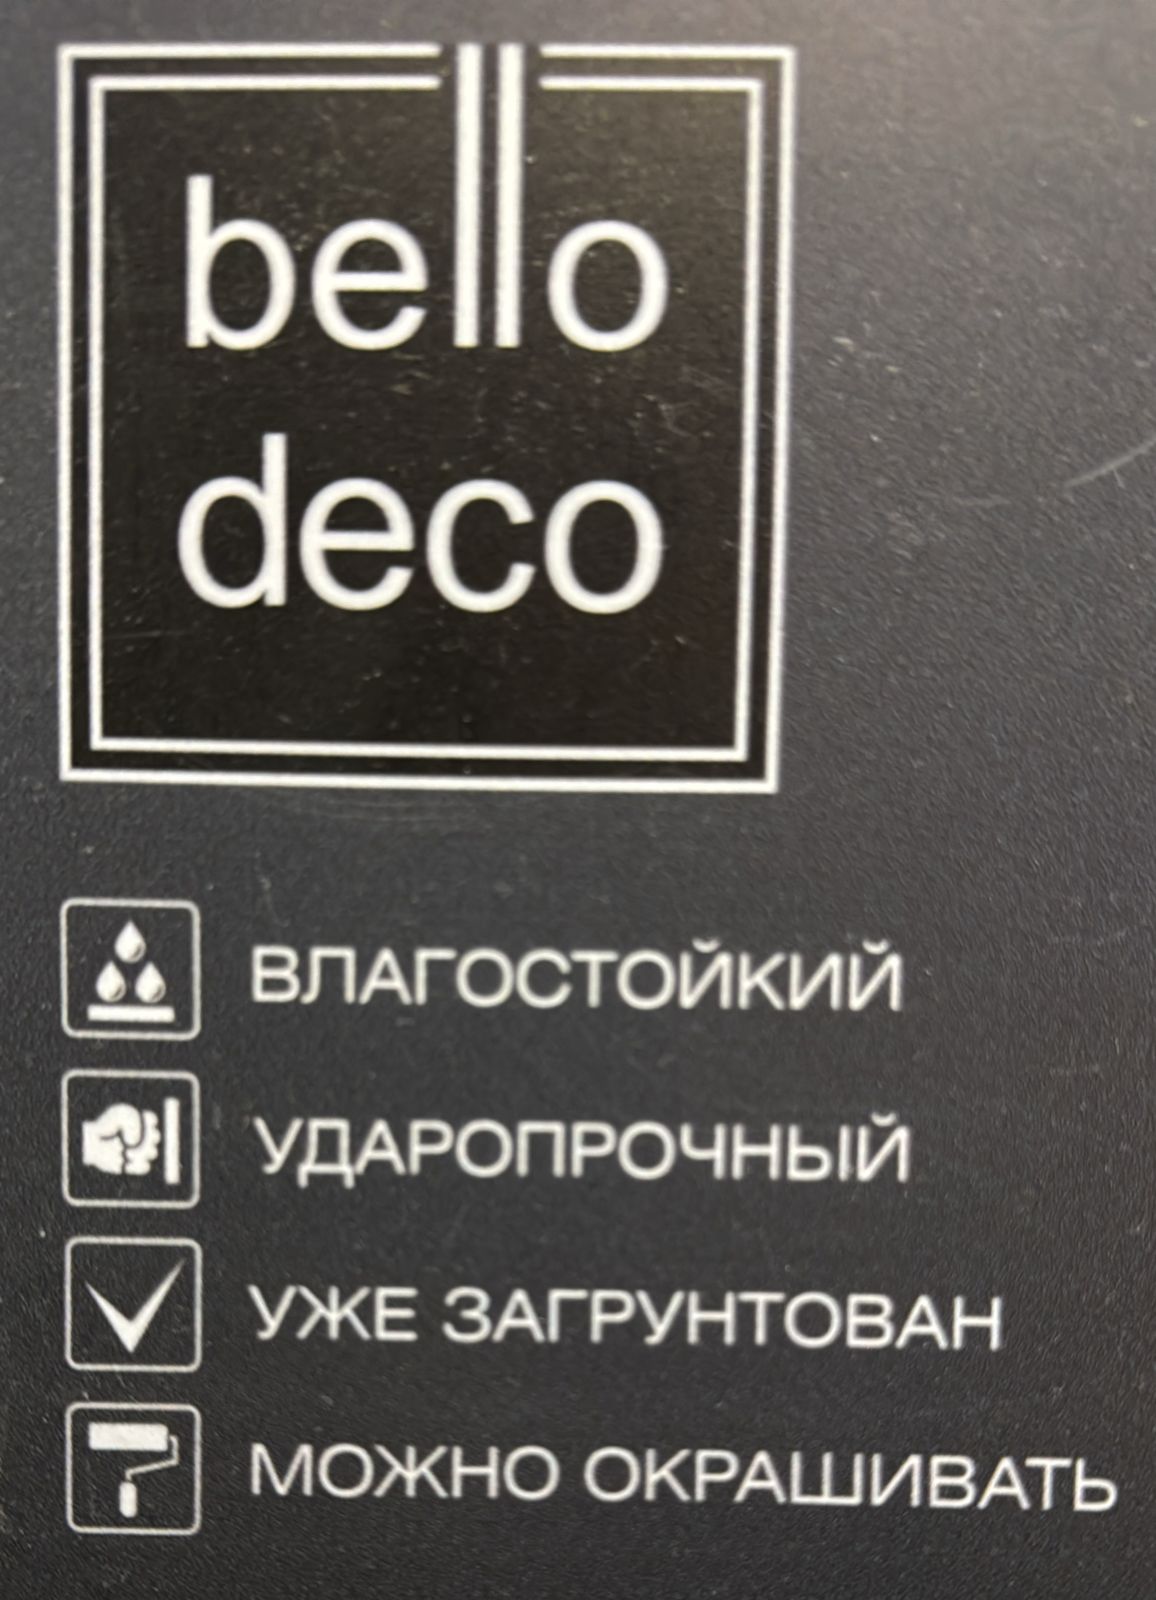 bello
deco
ВЛАГОСТОЙКИЙ
УДАРОПРОЧНЫЙ
УЖЕ ЗАГРУНТОВАН
МОЖНО ОКРАШИВАТЬ